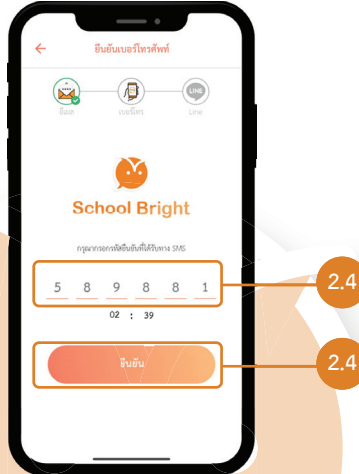 ยืนยันเบอร์โทรศัพท์
LINE
อีเมล เบอร์โทร Line
School Bright
กรุณากรอกรหัสยืนยันที่ได้รับทาง SMS
5 8 9 8 8 1
2.4
02 : 39
ยืนยัน
2.4